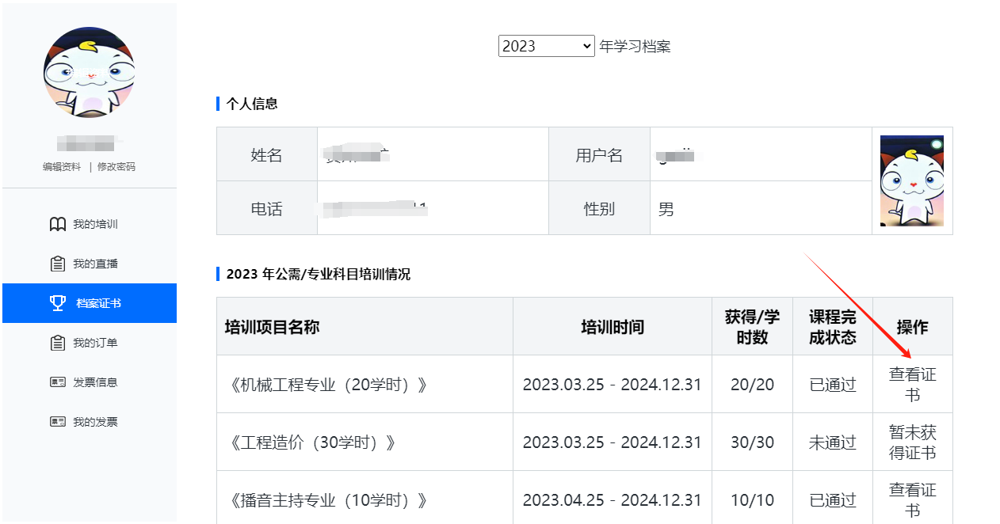 2023 年学习档案
编辑资料 | 修改密码
我的培训
我的直播
档案证书
我的订单
发票信息
我的发票
个人信息
姓名 用户名
电话 性别 男
2023 年公需/专业科目培训情况
培训项目名称 培训时间 获得/学
时数 课程完
成状态 操作
《机械工程专业（20学时）》 2023.03.25 - 2024.12.31 20/20 已通过 查看证
书
《工程造价（30学时）》 2023.03.25 - 2024.12.31 30/30 未通过 暂未获
得证书
《播音主持专业（10学时）》 2023.04.25 - 2024.12.31 10/10 已通过 查看证
书